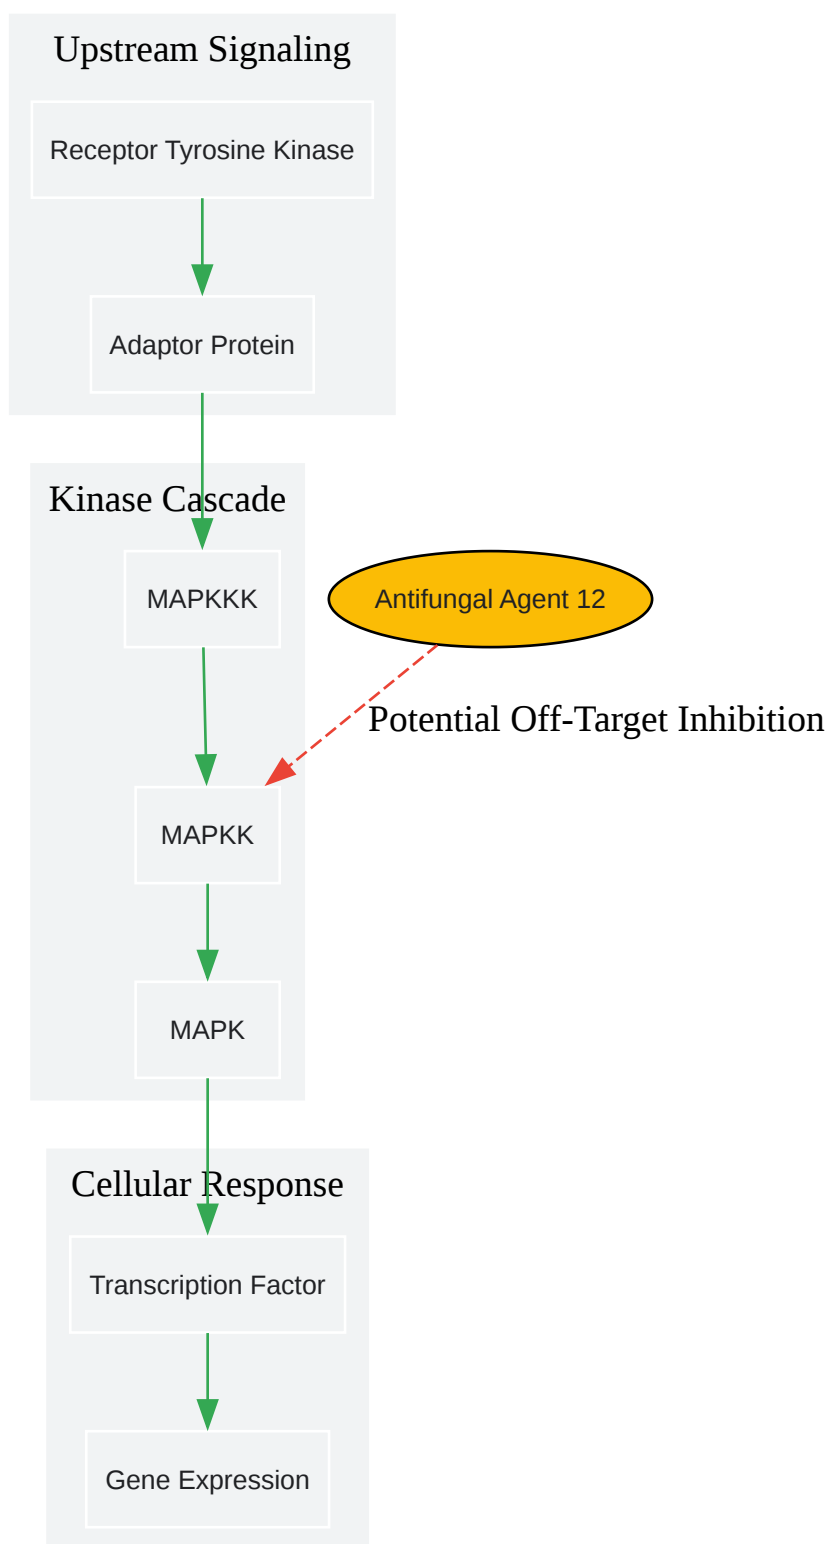 Upstream Signaling
Receptor Tyrosine Kinase
Adaptor Protein
Kinase Cascade
MAPKKK
Antifungal Agent 12
Potential Off-Target Inhibition
MAPKK
MAPK
Cellular Response
Transcription Factor
Gene Expression